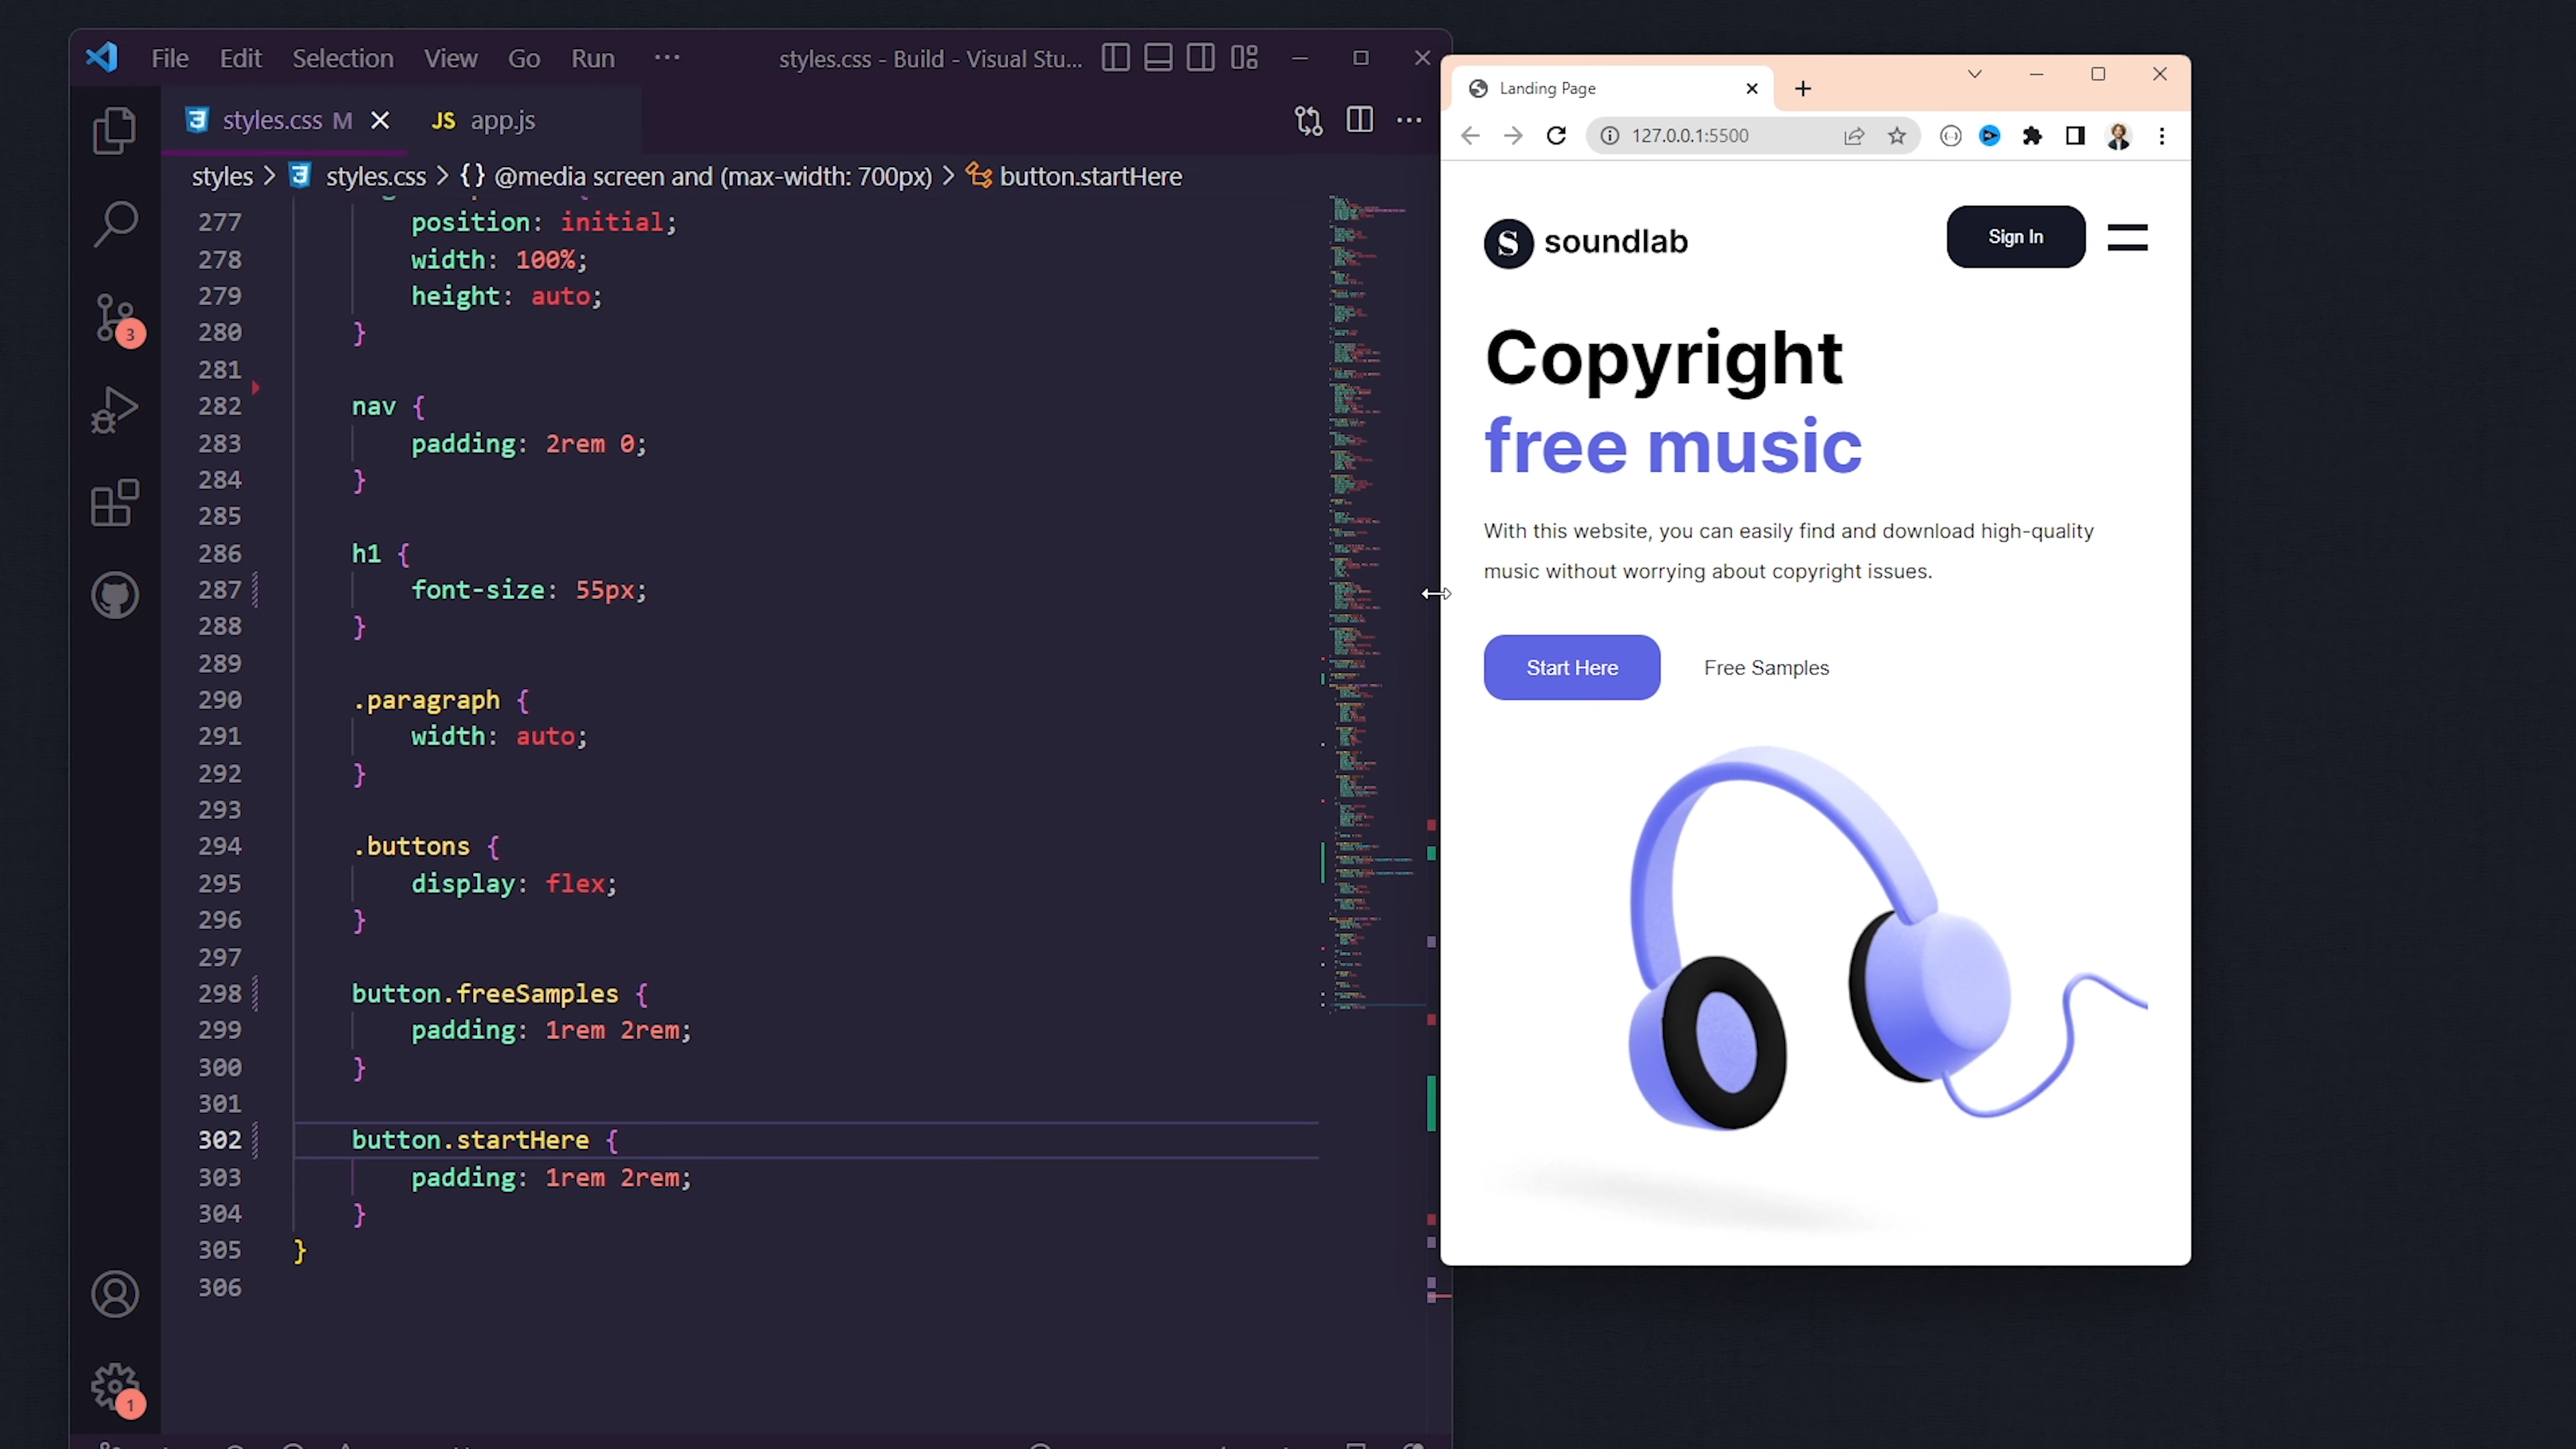 File Edit Selection View Go Run ··· styles.css - Build - Visual Stu...
styles.css M JS app.js
styles > styles.css > {} @media screen and (max-width: 700px) > button.startHere
277 position: initial;
278 width: 100%;
279 height: auto;
280 }
281
282 nav {
283 padding: 2rem 0;
284 }
285
286 h1 {
287 font-size: 55px;
288 }
289
290 .paragraph {
291 width: auto;
292 }
293
294 .buttons {
295 display: flex;
296 }
297
298 button.freeSamples {
299 padding: 1rem 2rem;
300 }
301
302 button.startHere {
303 padding: 1rem 2rem;
304 }
305 }
306
3
1
Landing Page
127.0.0.1:5500
S soundlab
Sign In
Copyright
free music
With this website, you can easily find and download high-quality
music without worrying about copyright issues.
Start Here Free Samples